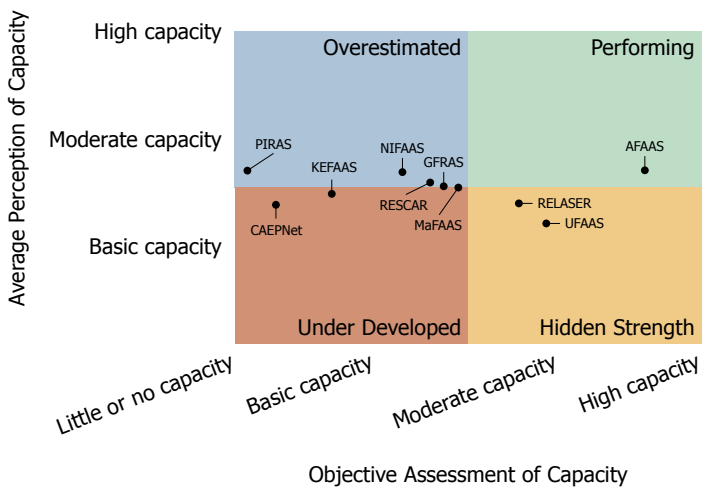 High capacity
Overestimated
Performing
Average Perception of Capacity
Moderate capacity
PIRAS
KEFAAS
NIFAAS
GFRAS
AFAAS
RESCAR
MaFAAS
RELASER
UFAAS
CAEPNet
Basic capacity
Under Developed
Hidden Strength
Little or no capacity
Basic capacity
Moderate capacity
High capacity
Objective Assessment of Capacity